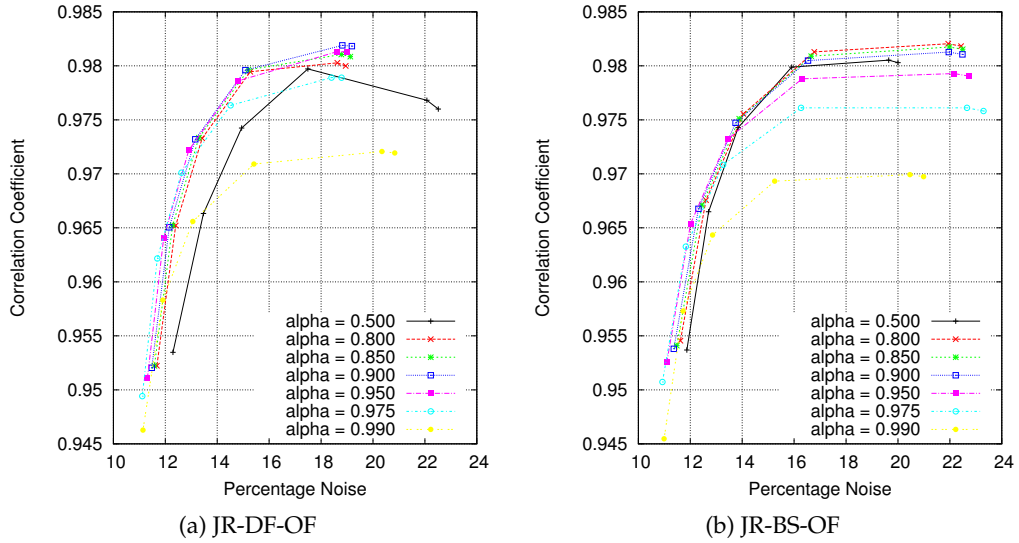 0.985
0.98
0.975
0.97
0.965
0.96
0.955
0.95
0.945
Correlation Coefficient
alpha = 0.500
alpha = 0.800
alpha = 0.850
alpha = 0.900
alpha = 0.950
alpha = 0.975
alpha = 0.990
10 12 14 16 18 20 22 24
Percentage Noise
(a) JR-DF-OF
0.985
0.98
0.975
0.97
0.965
0.96
0.955
0.95
0.945
Correlation Coefficient
alpha = 0.500
alpha = 0.800
alpha = 0.850
alpha = 0.900
alpha = 0.950
alpha = 0.975
alpha = 0.990
10 12 14 16 18 20 22 24
Percentage Noise
(b) JR-BS-OF